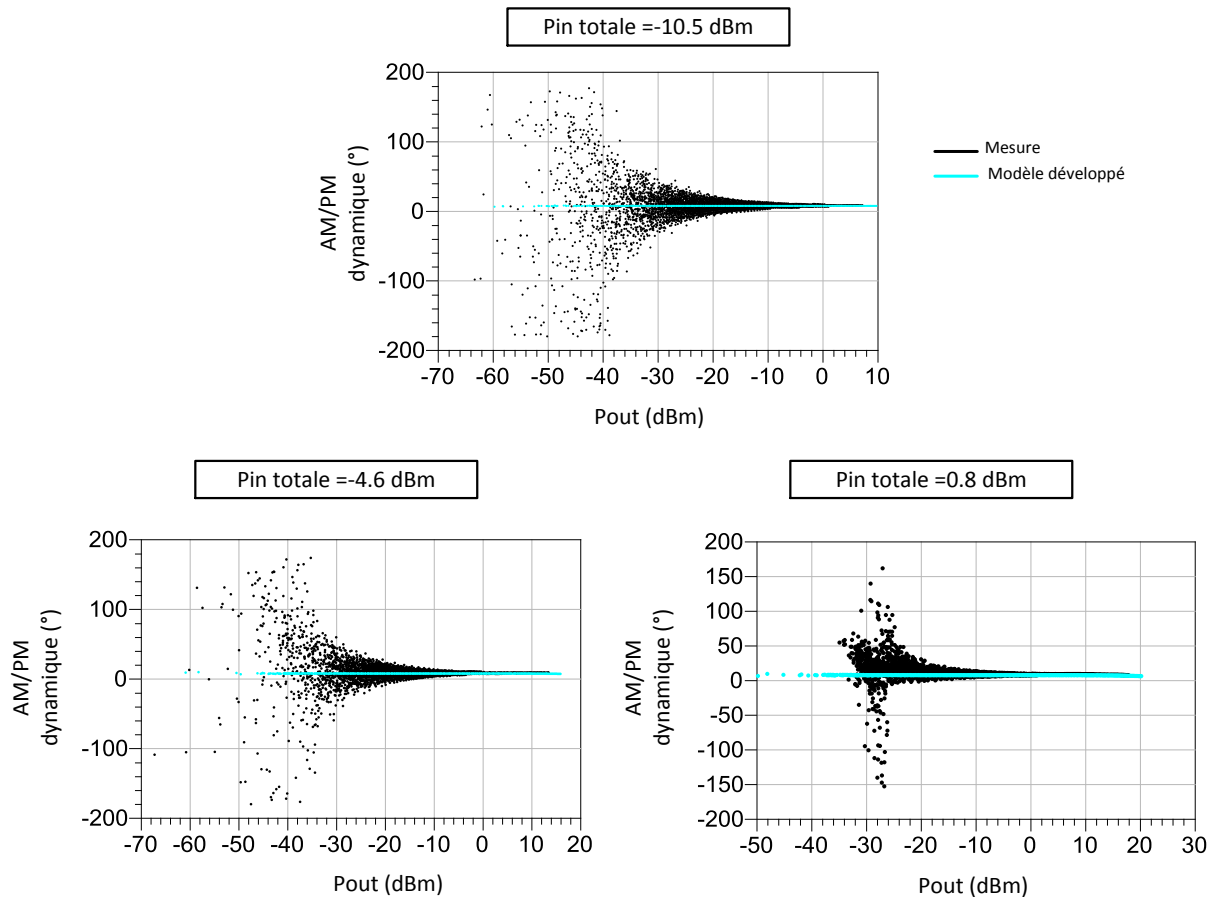 Pin totale =-10.5 dBm
200
100
0
-100
-200
AM/PM
dynamique (°)
-70 -60 -50 -40 -30 -20 -10 0 10
Pout (dBm)
Mesure
Modèle développé
Pin totale =-4.6 dBm
200
100
0
-100
-200
AM/PM
dynamique (°)
-70 -60 -50 -40 -30 -20 -10 0 10 20
Pout (dBm)
Pin totale =0.8 dBm
200
150
100
50
0
-50
-100
-150
-200
AM/PM
dynamique (°)
-50 -40 -30 -20 -10 0 10 20 30
Pout (dBm)